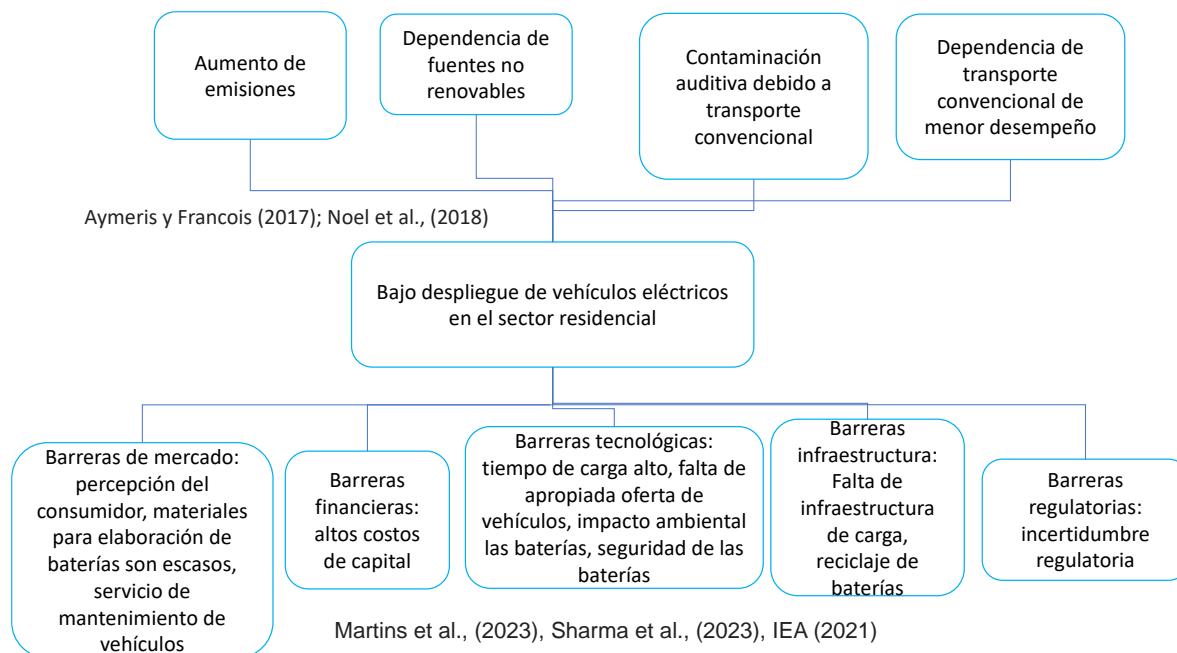 Aumento de
emisiones
Dependencia de
fuentes no
renovables
Contaminación
auditiva debido a
transporte
convencional
Dependencia de
transporte
convencional de
menor desempeño
Aymeris y Francois (2017); Noel et al., (2018)
Bajo despliegue de vehículos eléctricos
en el sector residencial
Barreras de mercado:
percepción del
consumidor, materiales
para elaboración de
baterías son escasos,
servicio de
mantenimiento de
vehículos
Barreras
financieras:
altos costos
de capital
Barreras tecnológicas:
tiempo de carga alto, falta de
apropiada oferta de
vehículos, impacto ambiental
las baterías, seguridad de las
baterías
Barreras
infraestructura:
Falta de
infraestructura
de carga,
reciclaje de
baterías
Barreras
regulatorias:
incertidumbre
regulatoria
Martins et al., (2023), Sharma et al., (2023), IEA (2021)